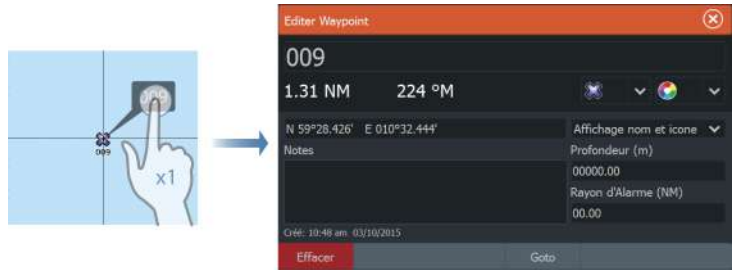 009
009
x1
Editer Waypoint
009
1.31 NM 224 °M
N 59°28.426' E 010°32.444' Affichage nom et icone
Notes Profondeur (m)
00000.00
Rayon d'Alarme (NM)
00.00
Créé: 10:48 am 03/10/2015
Effacer Goto